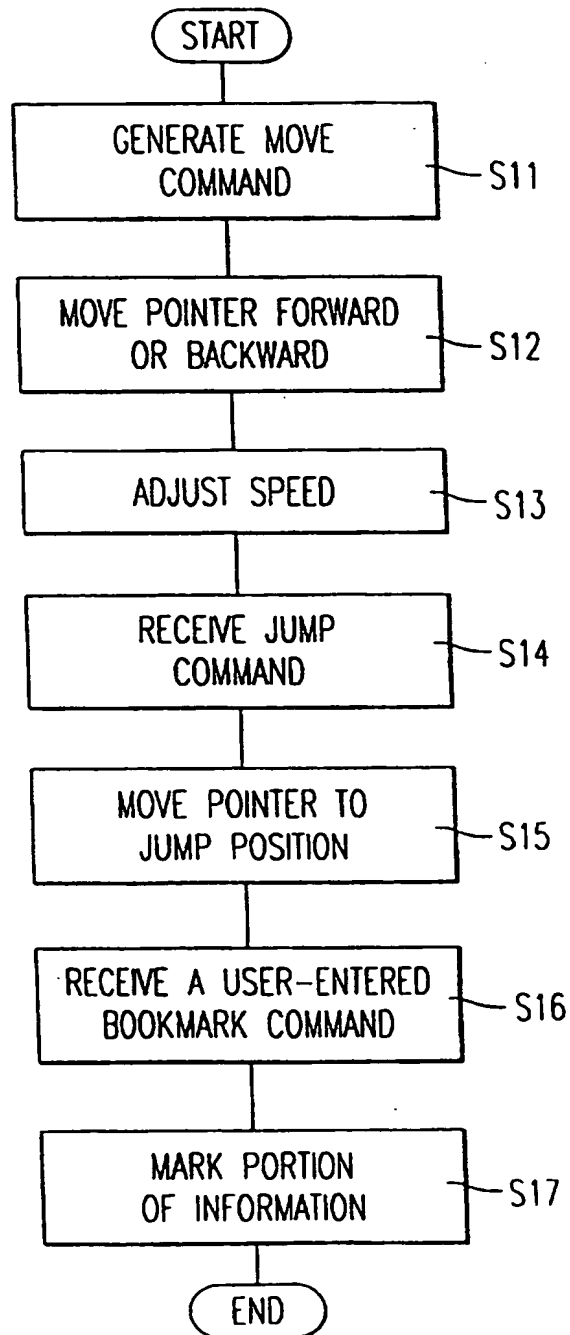 START
GENERATE MOVE
COMMAND
S11
MOVE POINTER FORWARD
OR BACKWARD
S12
ADJUST SPEED
S13
RECEIVE JUMP
COMMAND
S14
MOVE POINTER TO
JUMP POSITION
S15
RECEIVE A USER-ENTERED
BOOKMARK COMMAND
S16
MARK PORTION
OF INFORMATION
S17
END